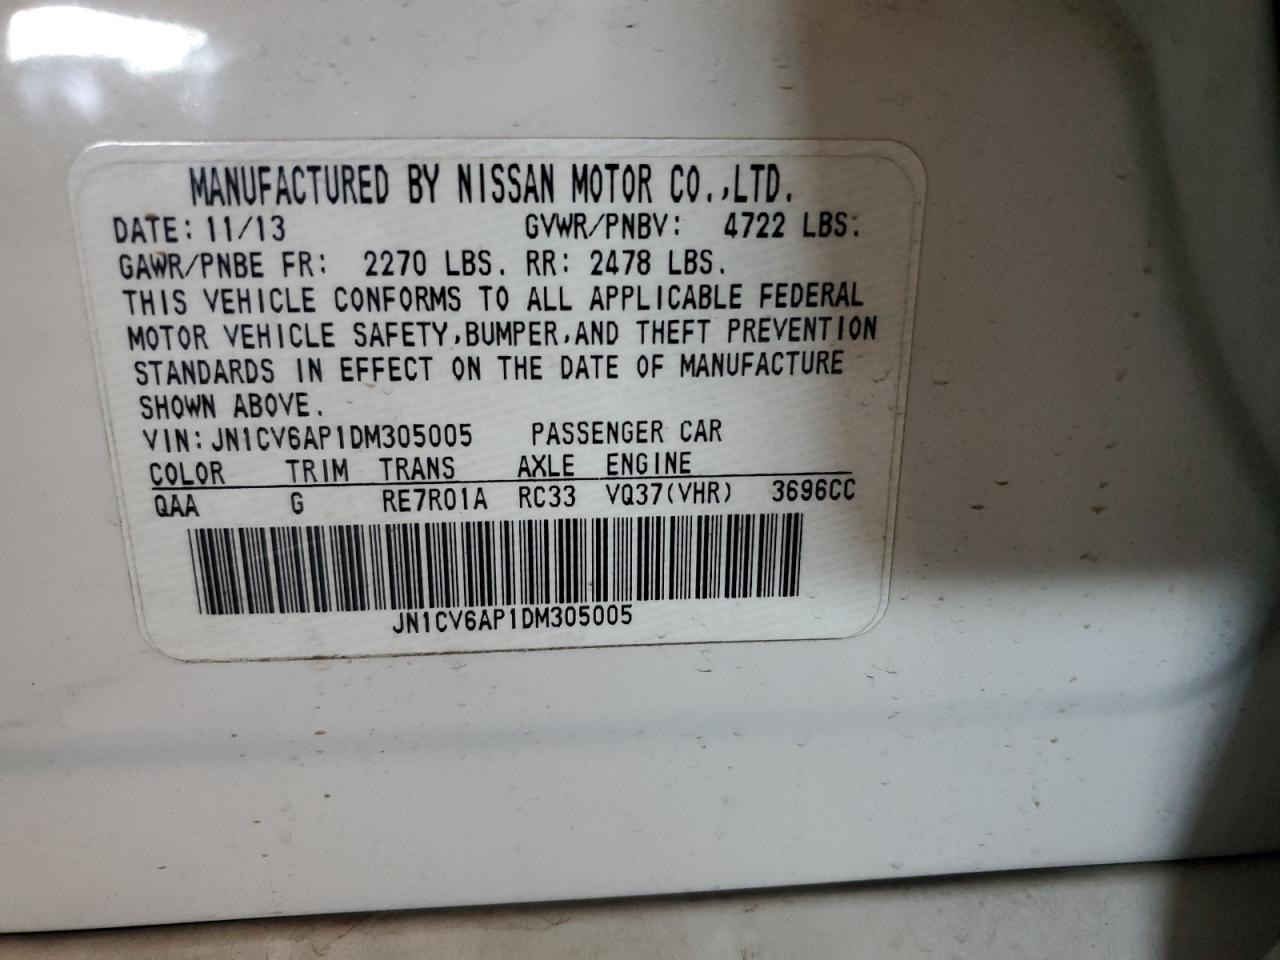 MANUFACTURED BY NISSAN MOTOR CO.,LTD.
DATE: 11/13 GVWR/PNBV: 4722 LBS.
GAWR/PNBE FR: 2270 LBS. RR: 2478 LBS.
THIS VEHICLE CONFORMS TO ALL APPLICABLE FEDERAL
MOTOR VEHICLE SAFETY,BUMPER,AND THEFT PREVENTION
STANDARDS IN EFFECT ON THE DATE OF MANUFACTURE
SHOWN ABOVE.
VIN: JN1CV6AP1DM305005 PASSENGER CAR
COLOR TRIM TRANS AXLE ENGINE
QAA G RE7R01A RC33 VQ37(VHR) 3696CC
JN1CV6AP1DM305005